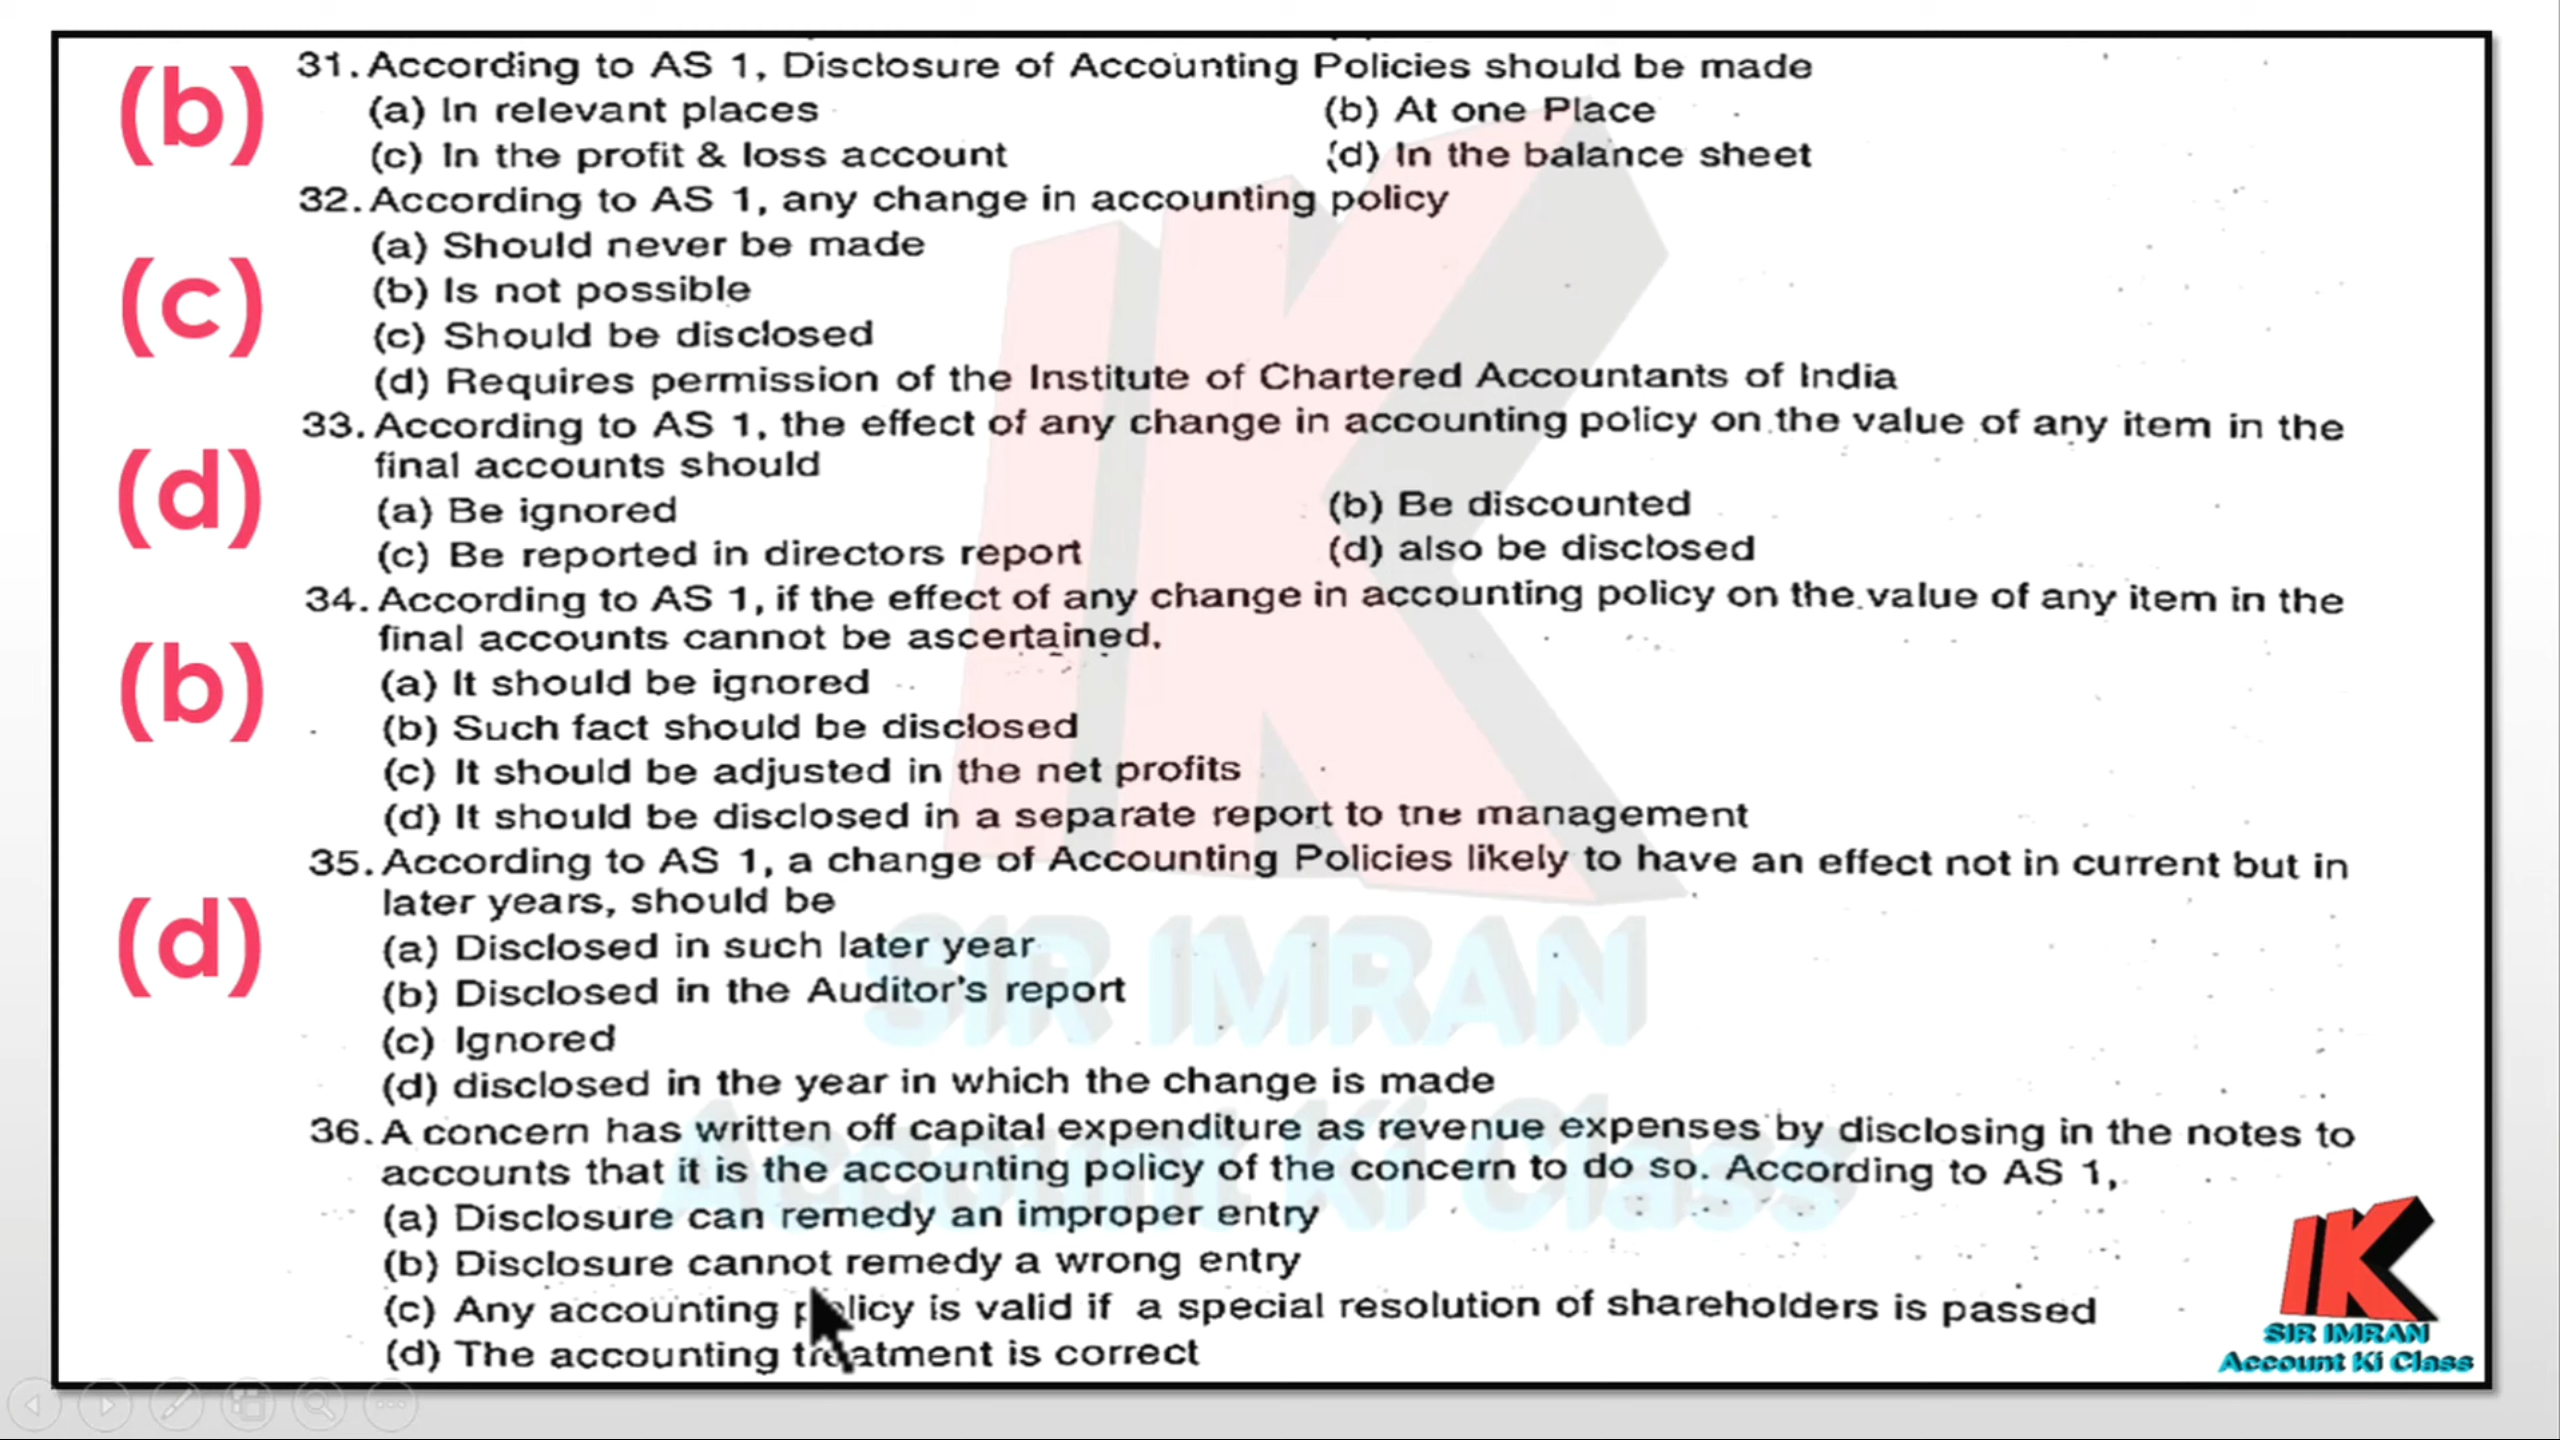 (b)
31. According to AS 1, Disclosure of Accounting Policies should be made
(a) In relevant places (b) At one Place
(c) In the profit & loss account (d) In the balance sheet
32. According to AS 1, any change in accounting policy
(a) Should never be made
(c)
(b) Is not possible
(c) Should be disclosed
(d) Requires permission of the Institute of Chartered Accountants of India
33. According to AS 1, the effect of any change in accounting policy on the value of any item in the
final accounts should
(d)
(a) Be ignored (b) Be discounted
(c) Be reported in directors report (d) also be disclosed
34. According to AS 1, if the effect of any change in accounting policy on the value of any item in the
final accounts cannot be ascertained.
(b)
(a) It should be ignored
(b) Such fact should be disclosed
(c) It should be adjusted in the net profits
(d) It should be disclosed in a separate report to the management
35. According to AS 1, a change of Accounting Policies likely to have an effect not in current but in
later years, should be
(d)
(a) Disclosed in such later year
(b) Disclosed in the Auditor's report
(c) Ignored
(d) disclosed in the year in which the change is made
36. A concern has written off capital expenditure as revenue expenses by disclosing in the notes to
accounts that it is the accounting policy of the concern to do so. According to AS 1,
(a) Disclosure can remedy an improper entry
(b) Disclosure cannot remedy a wrong entry
(c) Any accounting policy is valid if a special resolution of shareholders is passed
(d) The accounting treatment is correct
IK
SIR IMRAN
Account Ki Class
IK
SIR IMRAN
Account Ki Class